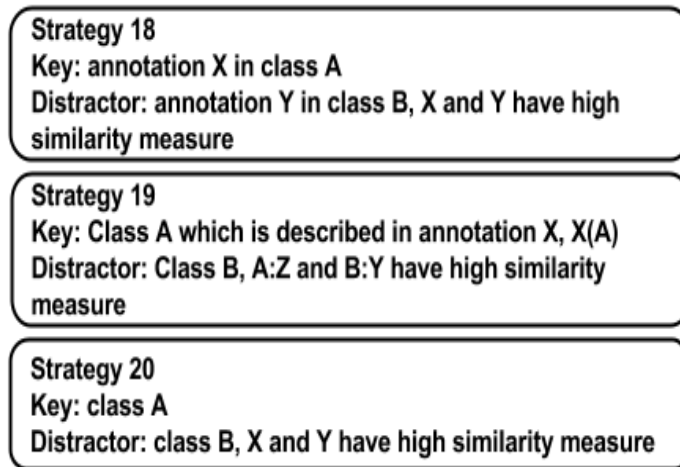 Strategy 18
Key: annotation X in class A
Distractor: annotation Y in class B, X and Y have high
similarity measure
Strategy 19
Key: Class A which is described in annotation X, X(A)
Distractor: Class B, A:Z and B:Y have high similarity
measure
Strategy 20
Key: class A
Distractor: class B, X and Y have high similarity measure